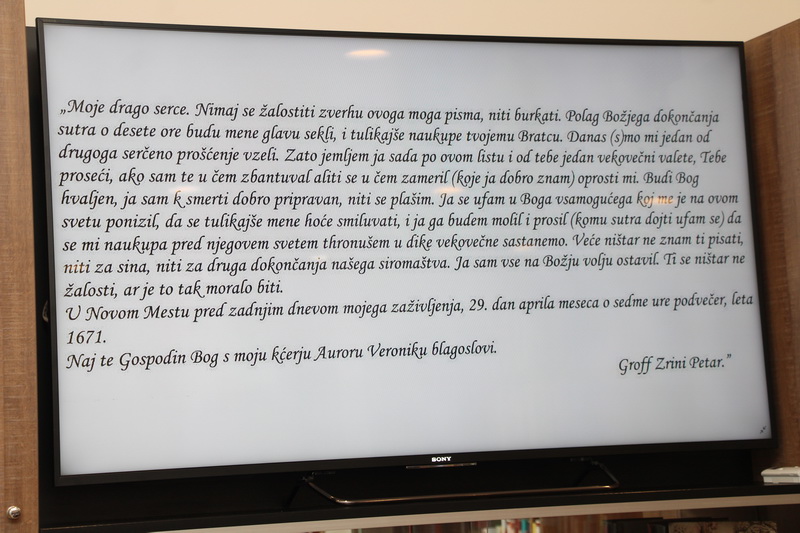 „Moje drago serce. Nimaj se žalostiti zverhu ovoga moga pisma, niti burkati. Polag Božjega dokončanja
sutra o desete ore budu mene glavu sekli, i tulikajše naukupe tvojemu Bratcu. Danas (s)mo mi jedan od
drugoga serčeno prošćenje vzeli. Zato jemljem ja sada po ovom listu i od tebe jedan vekovečni valete, Tebe
proseći, ako sam te u čem zbantuval aliti se u čem zameril (koje ja dobro znam) oprosti mi. Budi Bog
hvaljen, ja sam k smerti dobro pripravan, niti se plašim. Ja se ufam u Boga vsamogućega koj me je na ovom
svetu ponizil, da se tulikajše mene hoće smiluvati, i ja ga budem molil i prosil (komu sutra dojti ufam se) da
se mi naukupa pred njegovem svetem thronušem u dike vekovečne sastanemo. Veće ništar ne znam ti pisati,
niti za sina, niti za druga dokončanja našega siromaštva. Ja sam vse na Božju volju ostavil. Ti se ništar ne
žalosti, ar je to tak moralo biti.
U Novom Mestu pred zadnjim dnevom mojega zaživljenja, 29. dan aprila meseca o sedme ure podvečer, leta
1671.
Naj te Gospodin Bog s moju kćerju Auroru Veroniku blagoslovi.
Groff Zrini Petar.”
SONY